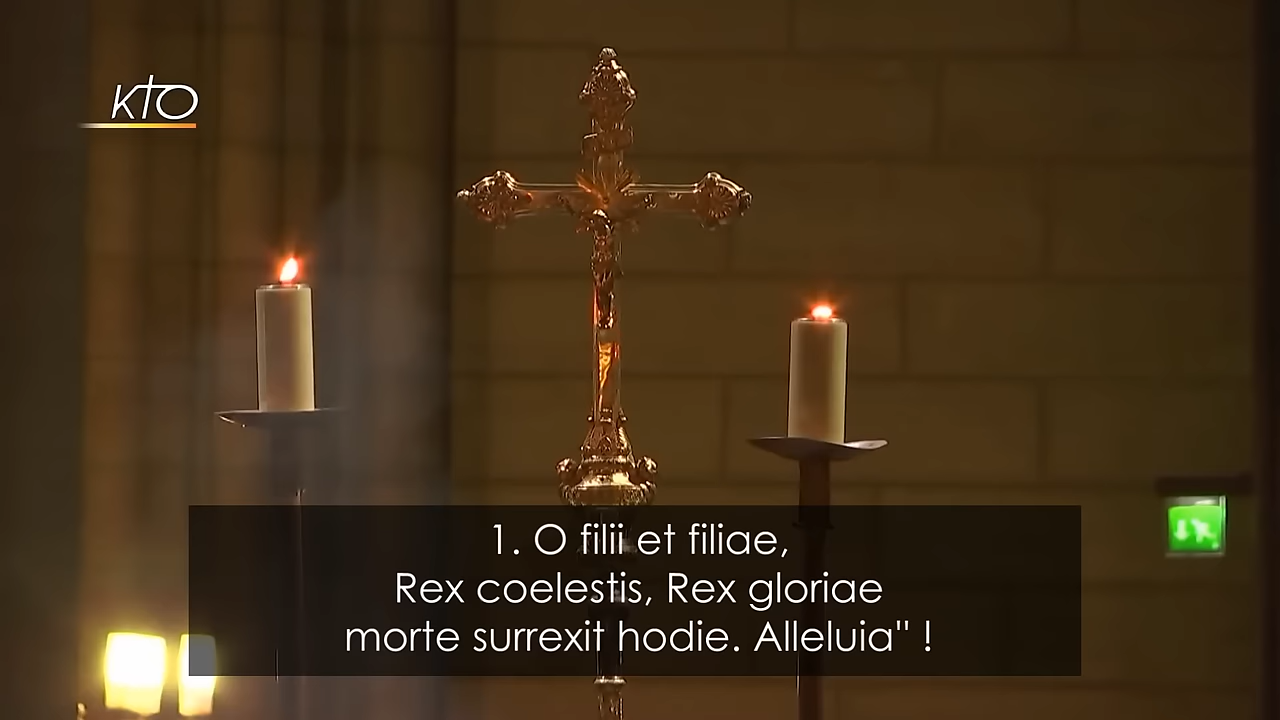 KTO
1. O filii et filiae,
Rex coelestis, Rex gloriae
morte surrexit hodie. Alleluia" !